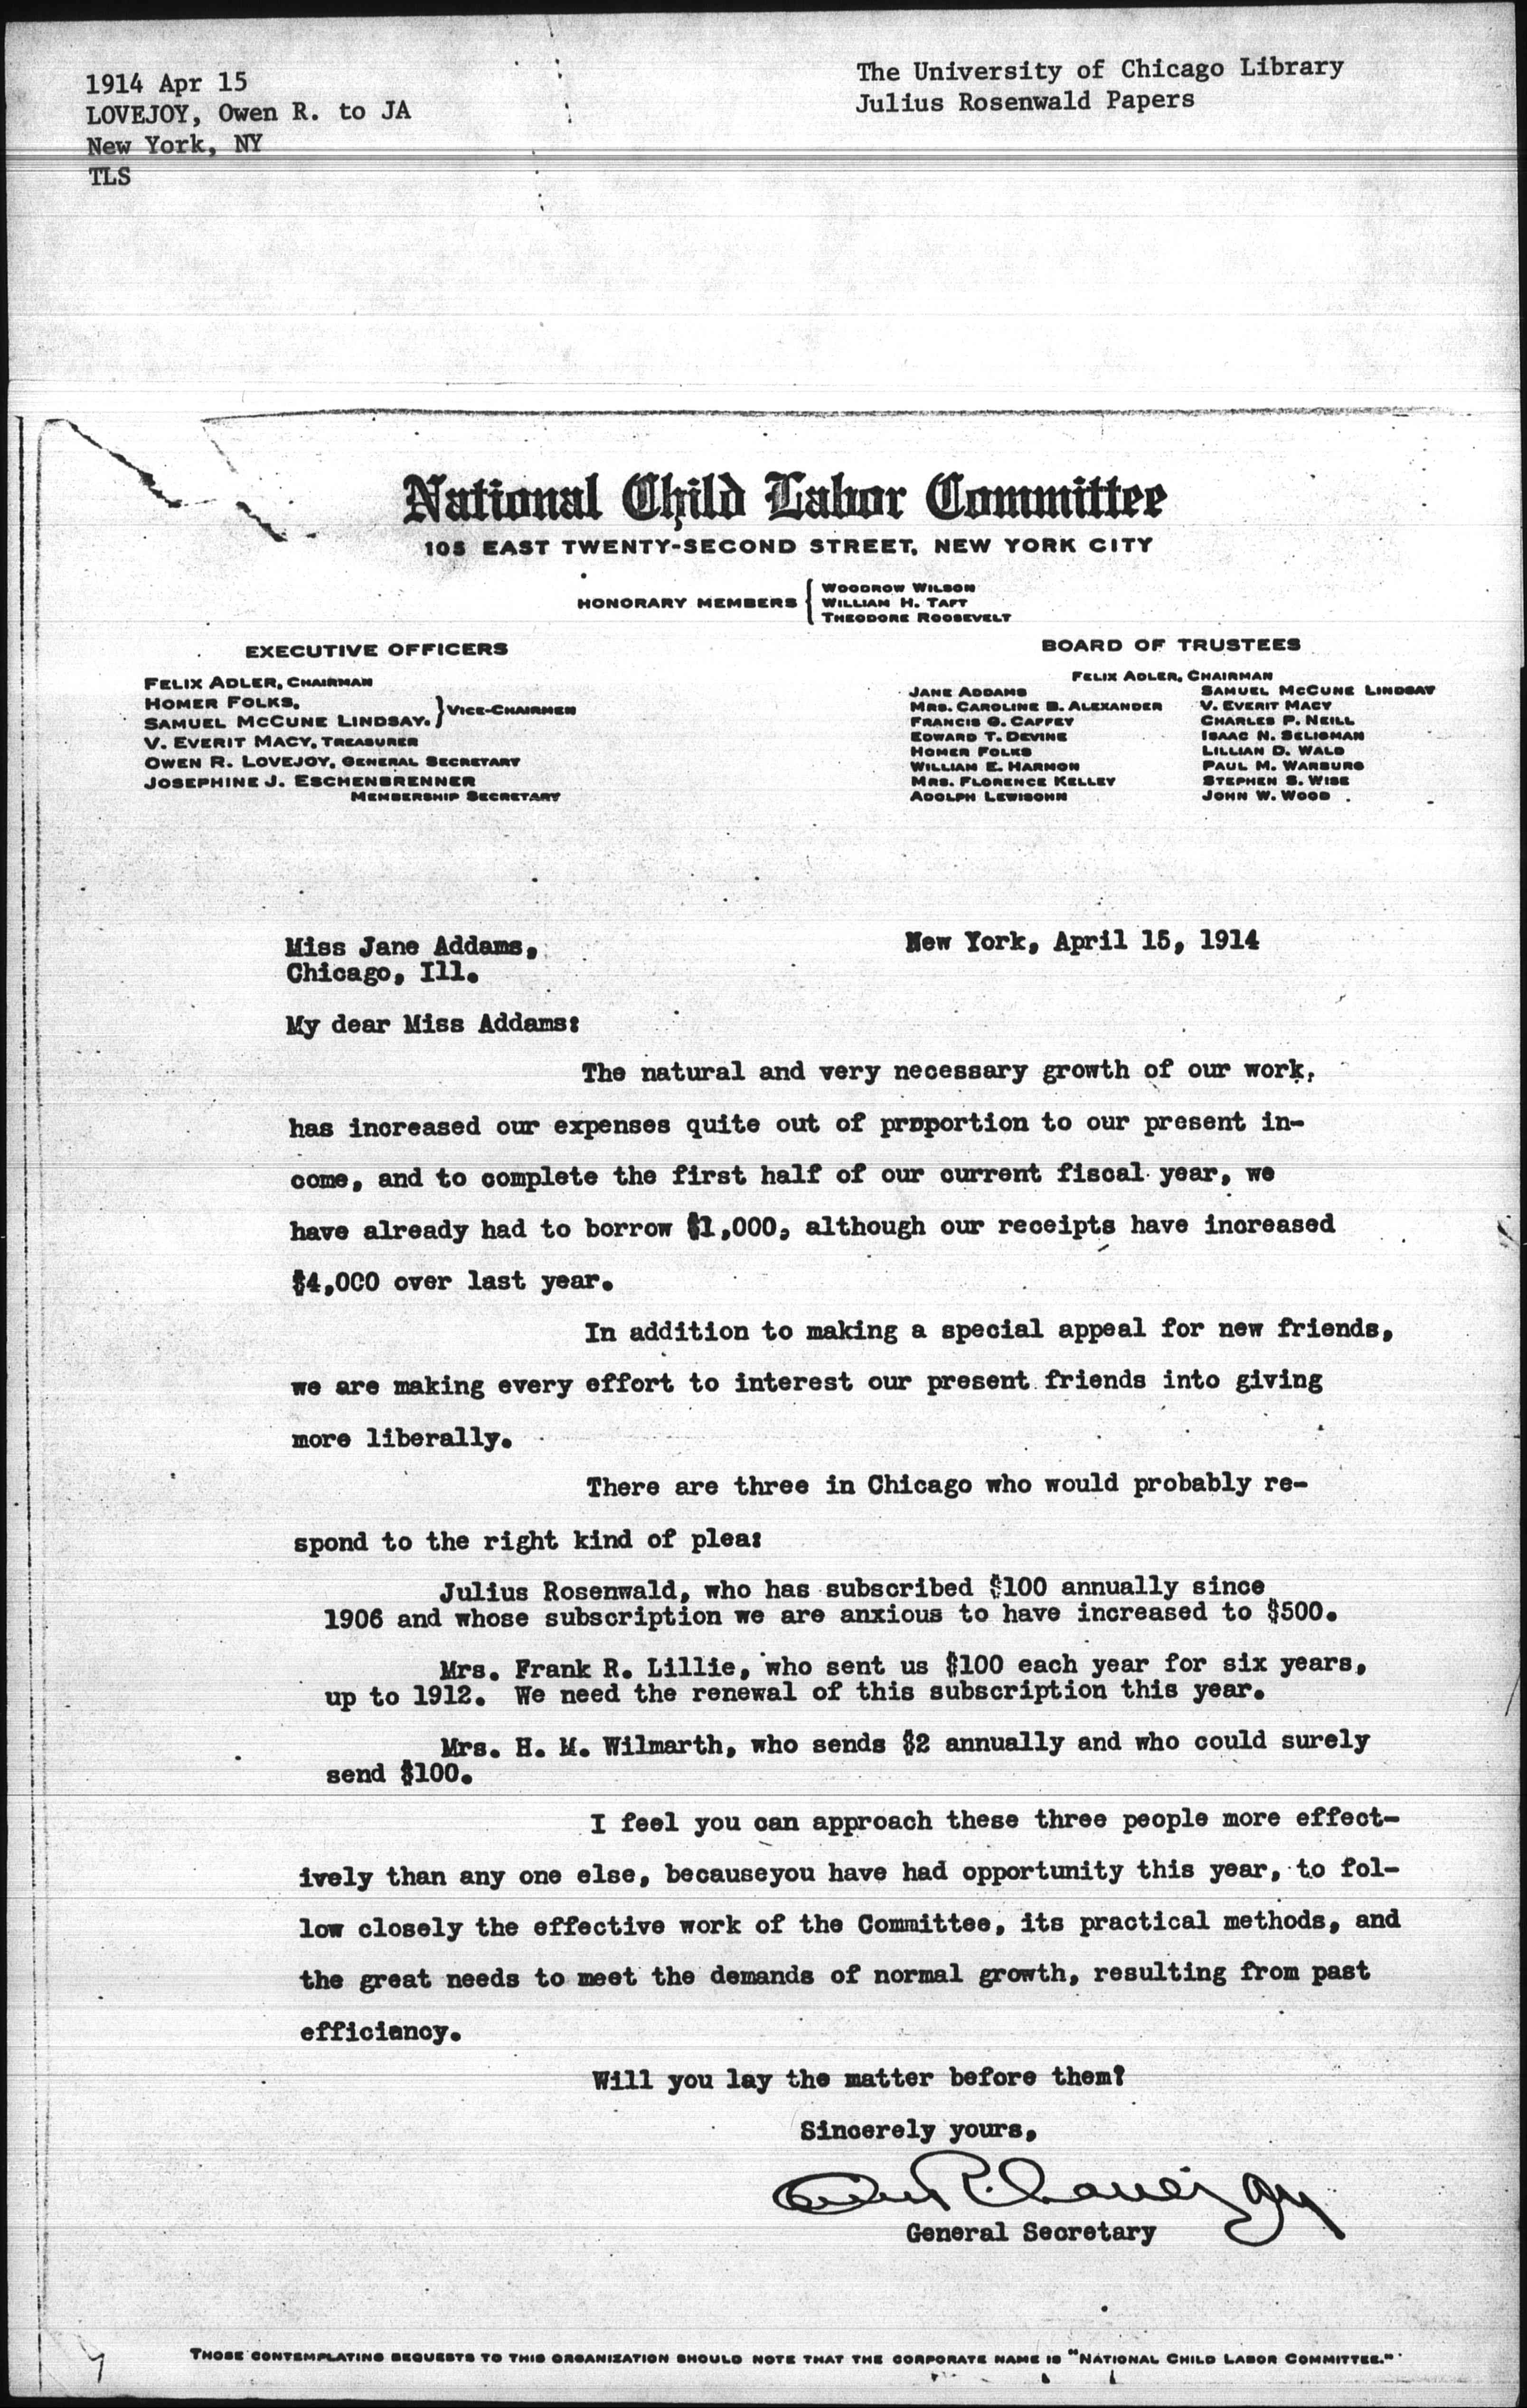 1914 Apr 15
LOVEJOY, Owen R. to JA
New York, NY
TLS
The University of Chicago Library
Julius Rosenwald Papers
National Child Labor Committee
105 EAST TWENTY-SECOND STREET, NEW YORK CITY
HONORARY MEMBERS { WOODROW WILSON
WILLIAM H. TAFT
THEODORE ROOSEVELT
EXECUTIVE OFFICERS
FELIX ADLER, CHAIRMAN
HOMER FOLKS,
SAMUEL MCCUNE LINDSAY. } VICE-CHAIRMEN
V. EVERIT MACY, TREASURER
OWEN R. LOVEJOY, GENERAL SECRETARY
JOSEPHINE J. ESCHENBRENNER
MEMBERSHIP SECRETARY
BOARD OF TRUSTEES
FELIX ADLER, CHAIRMAN
JANE ADDAMS
MRS. CAROLINE B. ALEXANDER
FRANCIS G. CAFFEY
EDWARD T. DEVINE
HOMER FOLKS
WILLIAM E. HARMON
MRS. FLORENCE KELLEY
ADOLPH LEWISOHN
SAMUEL MCCUNE LINDSAY
V. EVERIT MACY
CHARLES P. NEILL
ISAAC N. SELIGMAN
LILLIAN D. WALD
PAUL M. WARBURG
STEPHEN S. WISE
JOHN W. WOOD
New York, April 15, 1914
Miss Jane Addams,
Chicago, Ill.
My dear Miss Addams:
The natural and very necessary growth of our work,
has increased our expenses quite out of proportion to our present in-
come, and to complete the first half of our current fiscal year, we
have already had to borrow $1,000, although our receipts have increased
$4,000 over last year.
In addition to making a special appeal for new friends,
we are making every effort to interest our present friends into giving
more liberally.
There are three in Chicago who would probably re-
spond to the right kind of plea:
Julius Rosenwald, who has subscribed $100 annually since
1906 and whose subscription we are anxious to have increased to $500.
Mrs. Frank R. Lillie, who sent us $100 each year for six years,
up to 1912. We need the renewal of this subscription this year.
Mrs. H. M. Wilmarth, who sends $2 annually and who could surely
send $100.
I feel you can approach these three people more effect-
ively than any one else, becauseyou have had opportunity this year, to fol-
low closely the effective work of the Committee, its practical methods, and
the great needs to meet the demands of normal growth, resulting from past
efficiency.
Will you lay the matter before them?
Sincerely yours,
Owen R. Lovejoy
General Secretary
THOSE CONTEMPLATING BEQUESTS TO THIS ORGANIZATION SHOULD NOTE THAT THE CORPORATE NAME IS "NATIONAL CHILD LABOR COMMITTEE."